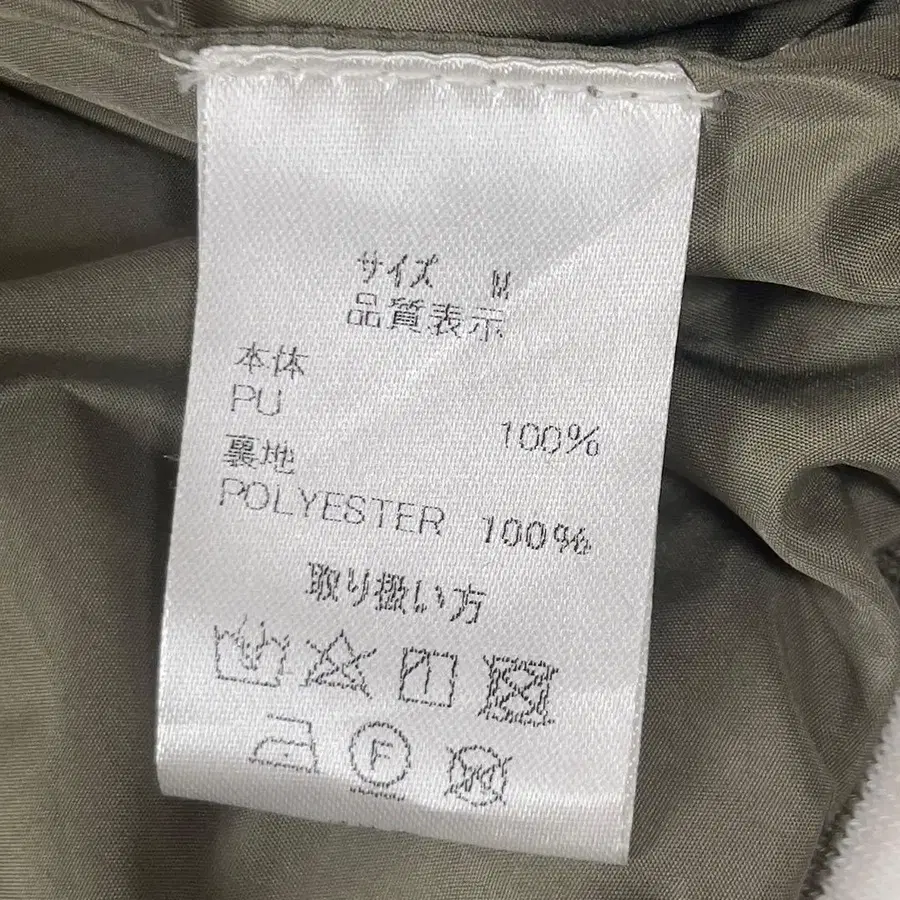 サイズ M
品質表示
本体
PU 100%
裏地
POLYESTER 100%
取り扱い方
F
W